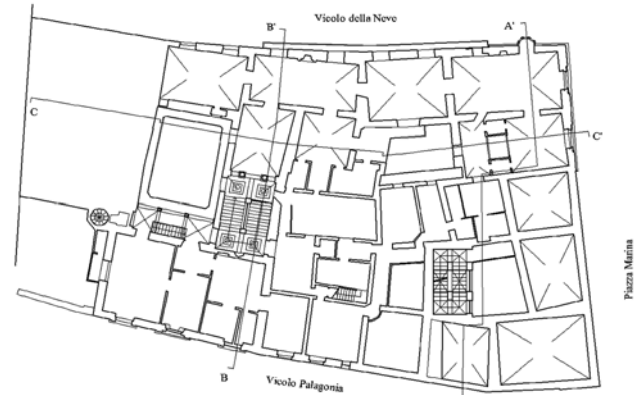 Vicolo della Neve
B'
A'
C
C'
Piazza Marina
B
Vicolo Palagonia